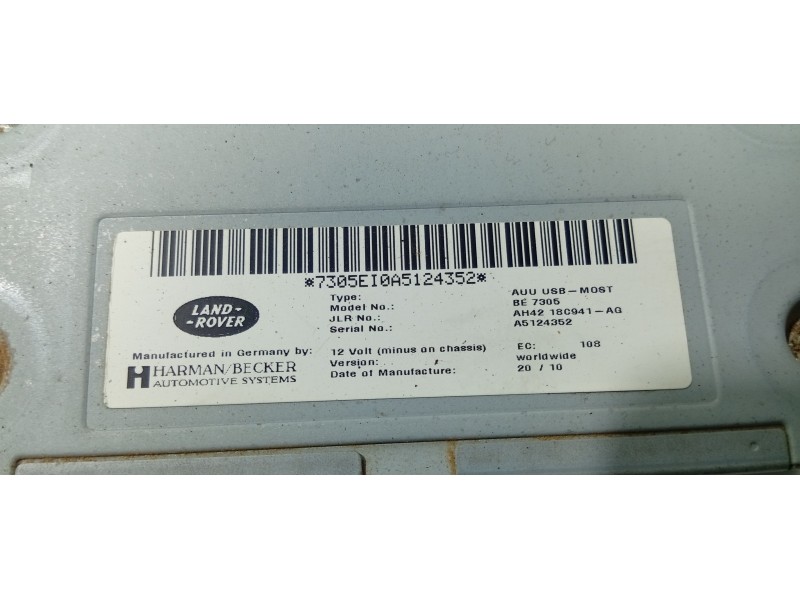 *7305EI0A5124352*
LAND-
-ROVER
Type: AUU USB-MOST
Model No.: BE 7305
JLR No.: AH42 18C941-AG
Serial No.: A5124352
Manufactured in Germany by: 12 Volt (minus on chassis) EC: 108
HARMAN/BECKER Version: worldwide
AUTOMOTIVE SYSTEMS Date of Manufacture: 20 / 10